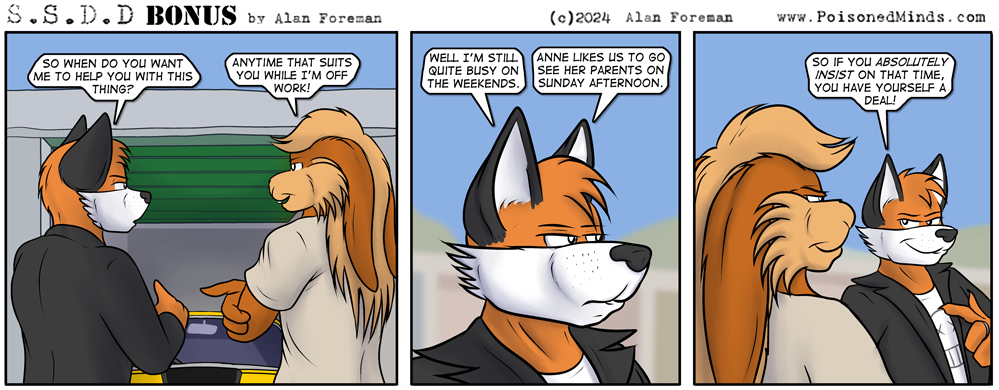 S.S.D.D BONUS by Alan Foreman (c)2024 Alan Foreman www.PoisonedMinds.com
SO WHEN DO YOU WANT
ME TO HELP YOU WITH THIS
THING?
ANYTIME THAT SUITS
YOU WHILE I'M OFF
WORK!
WELL I'M STILL
QUITE BUSY ON
THE WEEKENDS.
ANNE LIKES US TO GO
SEE HER PARENTS ON
SUNDAY AFTERNOON.
SO IF YOU ABSOLUTELY
INSIST ON THAT TIME,
YOU HAVE YOURSELF A
DEAL!